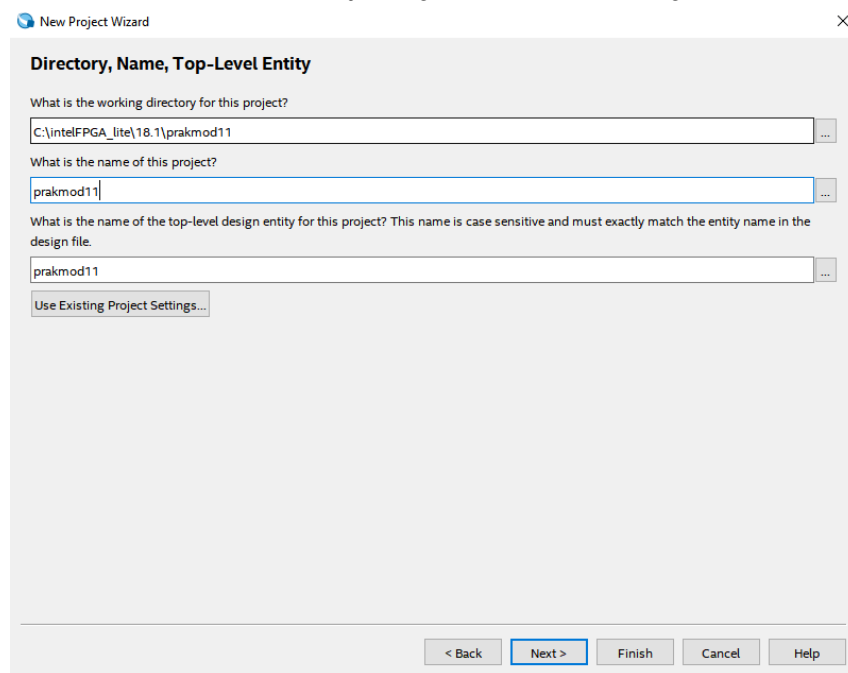 New Project Wizard
Directory, Name, Top-Level Entity
What is the working directory for this project?
C:\intelFPGA_lite\18.1\prakmod11
...
What is the name of this project?
prakmod11
...
What is the name of the top-level design entity for this project? This name is case sensitive and must exactly match the entity name in the
design file.
prakmod11
...
Use Existing Project Settings...
< Back Next > Finish Cancel Help